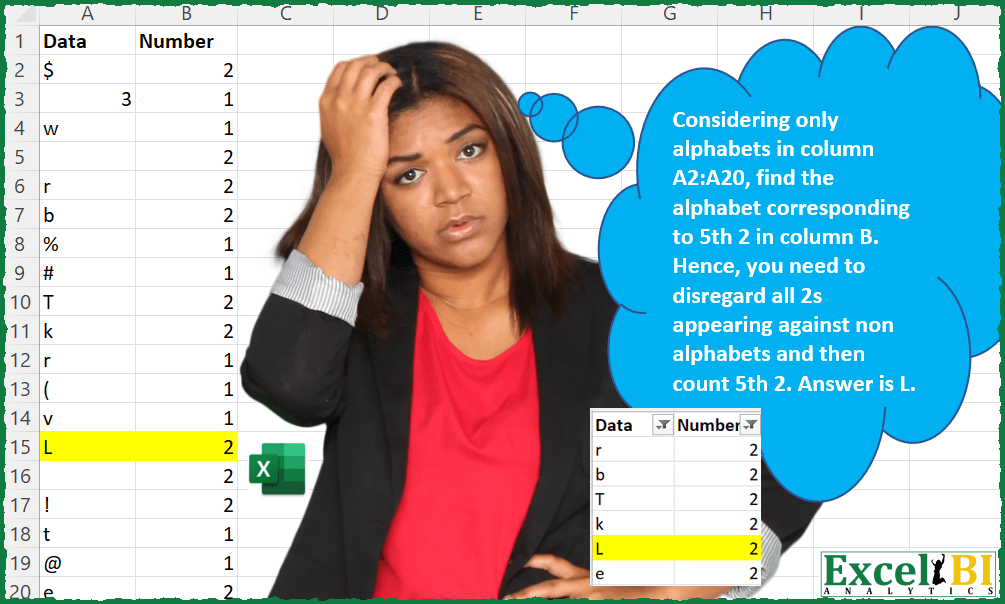 A B C D E F G H I J
1 Data Number
2 $ 2
3 3 1
4 w 1
5 2
6 r 2
7 b 2
8 % 1
9 # 1
10 T 2
11 k 2
12 r 1
13 ( 1
14 v 1
15 L 2
16 2
17 ! 2
18 t 1
19 @ 1
20 e 2
Considering only
alphabets in column
A2:A20, find the
alphabet corresponding
to 5th 2 in column B.
Hence, you need to
disregard all 2s
appearing against non
alphabets and then
count 5th 2. Answer is L.
X
Data Number
r 2
b 2
T 2
k 2
L 2
e 2
Excel BI
ANALYTICS